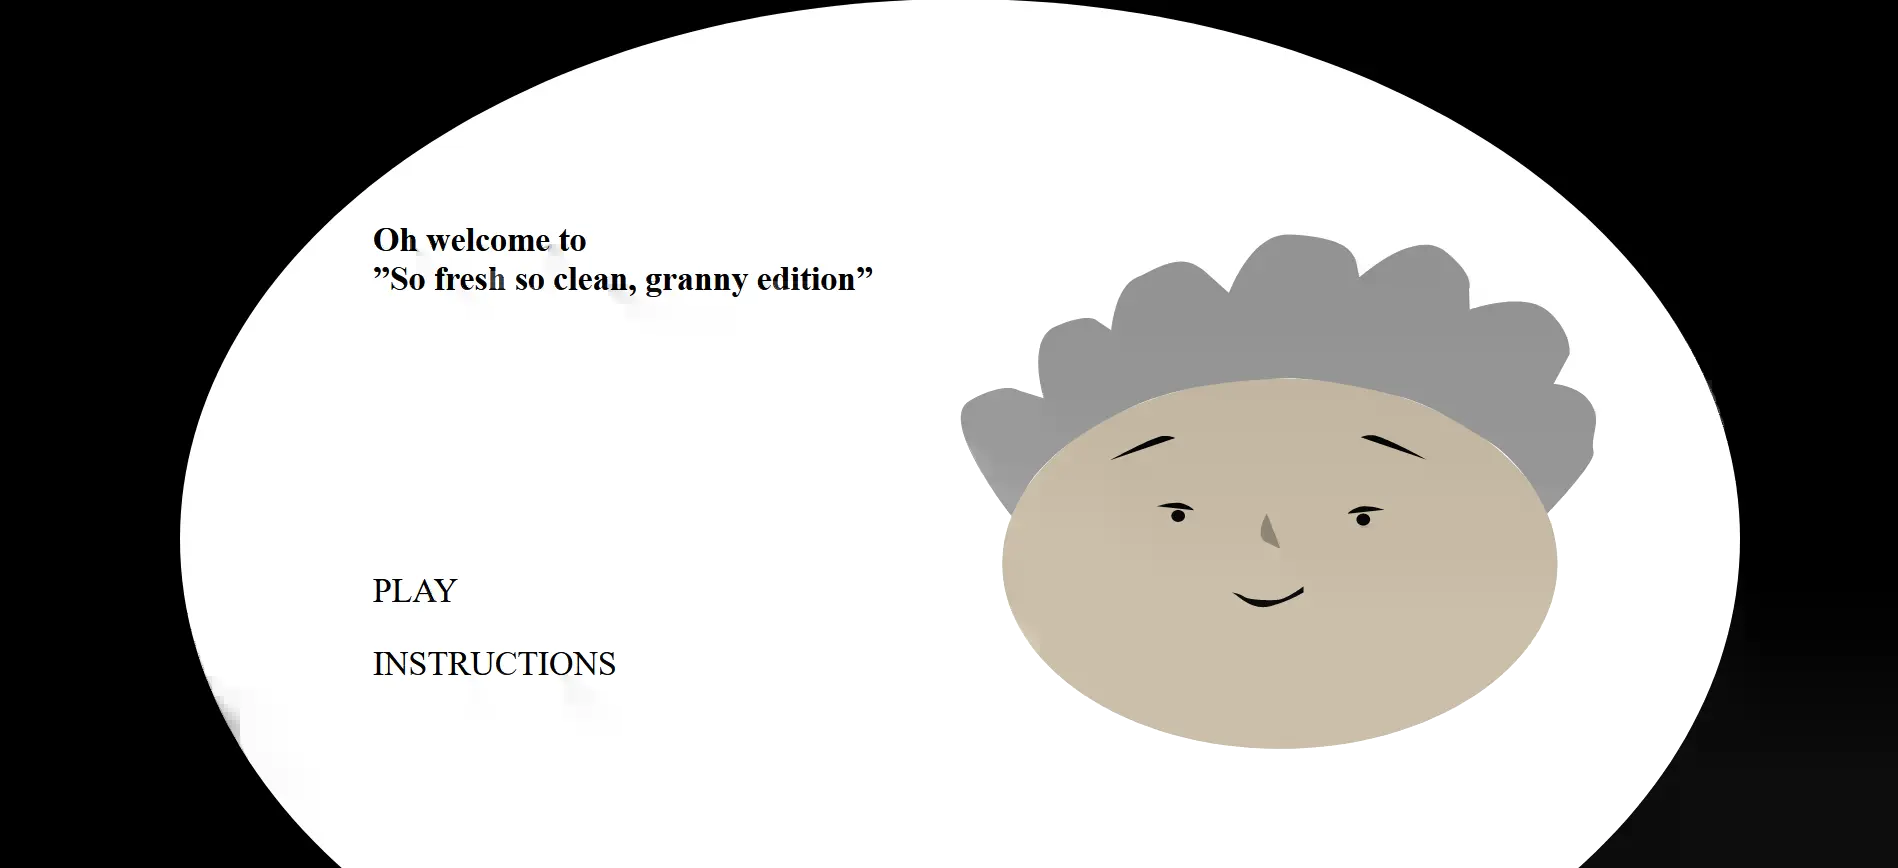 Oh welcome to
”So fresh so clean, granny edition”
PLAY
INSTRUCTIONS